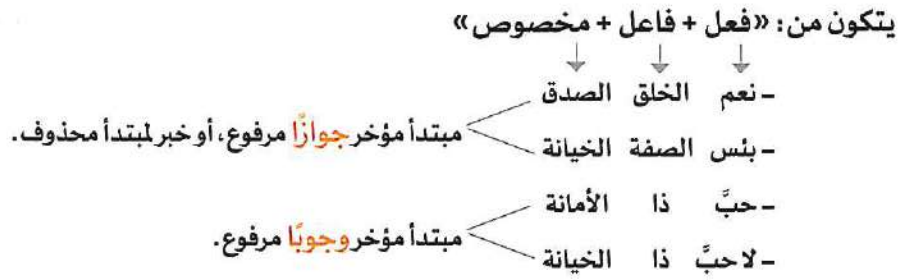 يتكون من: «فعل + فاعل + مخصوص»
- نعم الخلق الصدق
مبتدأ مؤخر جوازًا مرفوع، أو خبر لمبتدأ محذوف.
- بئس الصفة الخيانة
- حبَّ ذا الأمانة
مبتدأ مؤخر وجوبًا مرفوع.
- لا حبَّ ذا الخيانة